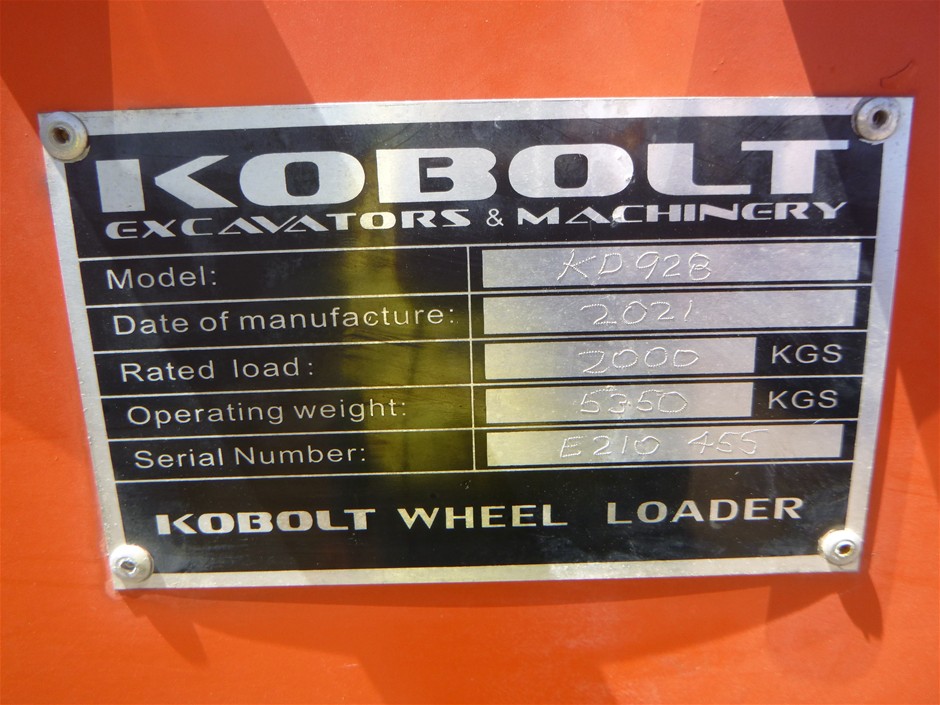 KOBOLT
EXCAVATORS & MACHINERY
Model: KD928
Date of manufacture: 2021
Rated load: 2000 KGS
Operating weight: 5350 KGS
Serial Number: E210 455
KOBOLT WHEEL LOADER